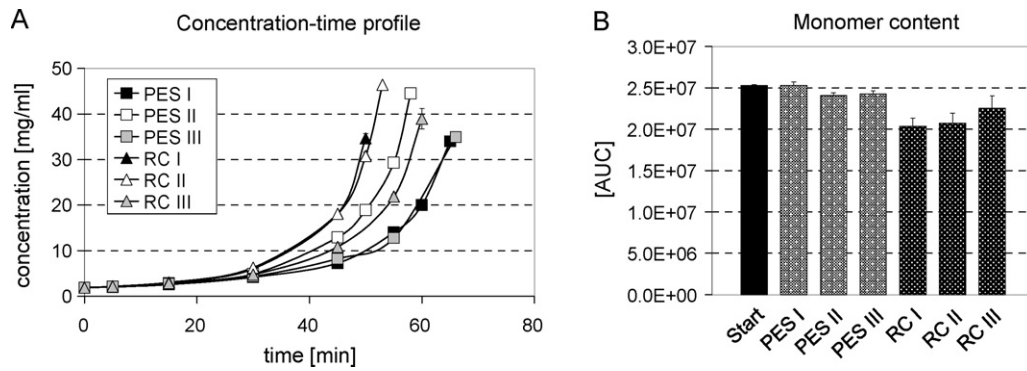 A
Concentration-time profile
concentration [mg/ml]
50
40
30
20
10
0
PES I
PES II
PES III
RC I
RC II
RC III
0
20
40
60
80
time [min]
B
Monomer content
[AUC]
3.0E+07
2.5E+07
2.0E+07
1.5E+07
1.0E+07
5.0E+06
0.0E+00
Start
PES I
PES II
PES III
RC I
RC II
RC III